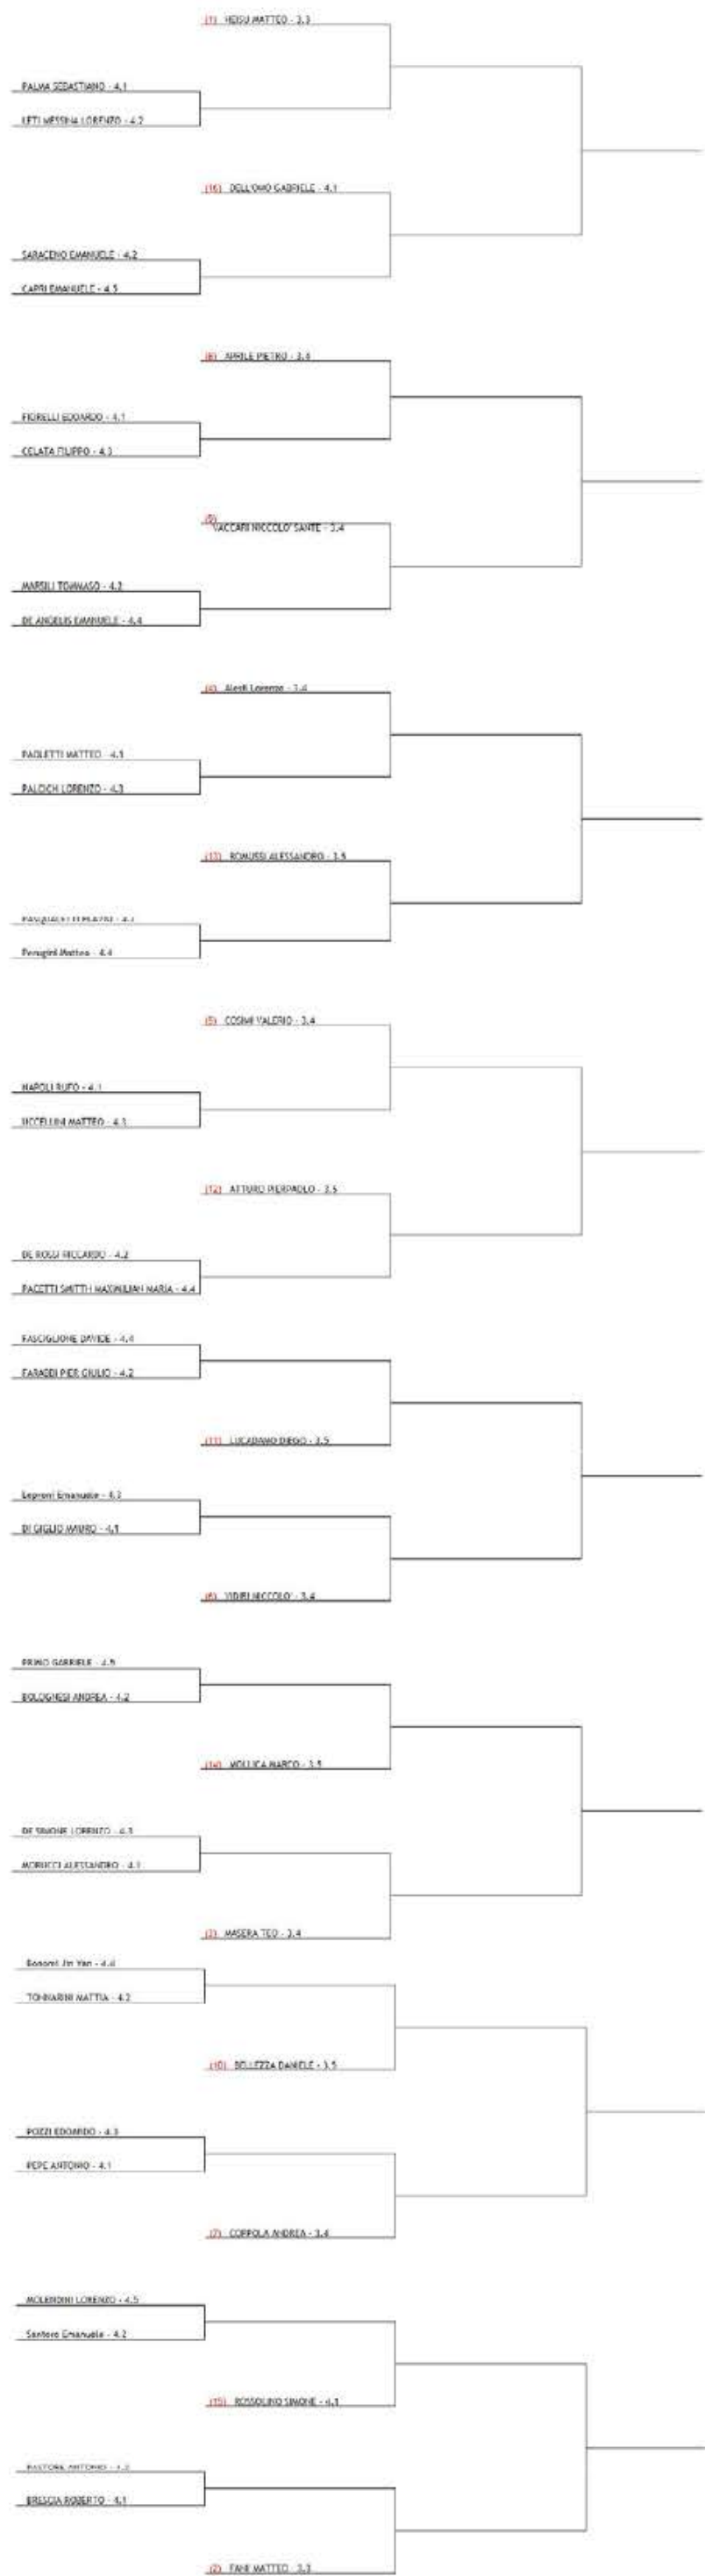 (1) HEISU MATTEO - 3.3
PALMA SEBASTIANO - 4.1
LETI MESSINA LORENZO - 4.2
(16) DELL'OMO GABRIELE - 4.1
SARACENO EMANUELE - 4.2
CAPRI EMANUELE - 4.5
(8) APRILE PIETRO - 3.4
FIORELLI EDOARDO - 4.1
CELATA FILIPPO - 4.3
(9)
VACCARI NICCOLO' SANTE - 3.4
MARSILI TOMMASO - 4.2
DE ANGELIS EMANUELE - 4.4
(4) Alesti Lorenzo - 3.4
PAOLETTI MATTEO - 4.1
PALCICH LORENZO - 4.3
(13) ROMUSSI ALESSANDRO - 3.5
Perugini Matteo - 4.4
(5) COSIMI VALERIO - 3.4
NAPOLI RUFO - 4.1
UCCELLINI MATTEO - 4.3
(12) ATTURO PIERPAOLO - 3.5
DE ROSSI RICCARDO - 4.2
PACETTI SMITTH MAXIMILIAN MARIA - 4.4
FASCIGLIONE DAVIDE - 4.4
FARAEDI PIER GIULIO - 4.2
(11) LUCADAMO DIEGO - 3.5
Leproni Emanuele - 4.3
DI GIGLIO MAURO - 4.1
(6) VIDIRI NICCOLO' - 3.4
PRIMO GABRIELE - 4.5
BOLOGNESI ANDREA - 4.2
(14) MOLLICA MARCO - 3.5
DE SIMONE LORENZO - 4.3
MORUCCI ALESSANDRO - 4.1
(3) MASERA TEO - 3.4
Bonomi Jin Yan - 4.4
TONNARINI MATTIA - 4.2
(10) BELLEZZA DANIELE - 3.5
POZZI EDOARDO - 4.3
PEPE ANTONIO - 4.1
(7) COPPOLA ANDREA - 3.4
MOLENDINI LORENZO - 4.5
Santoro Emanuele - 4.2
(15) ROSSOLINO SIMONE - 4.1
PASTORE ANTONIO
BRESCIA ROBERTO - 4.1
(2) FANI MATTEO - 3.3